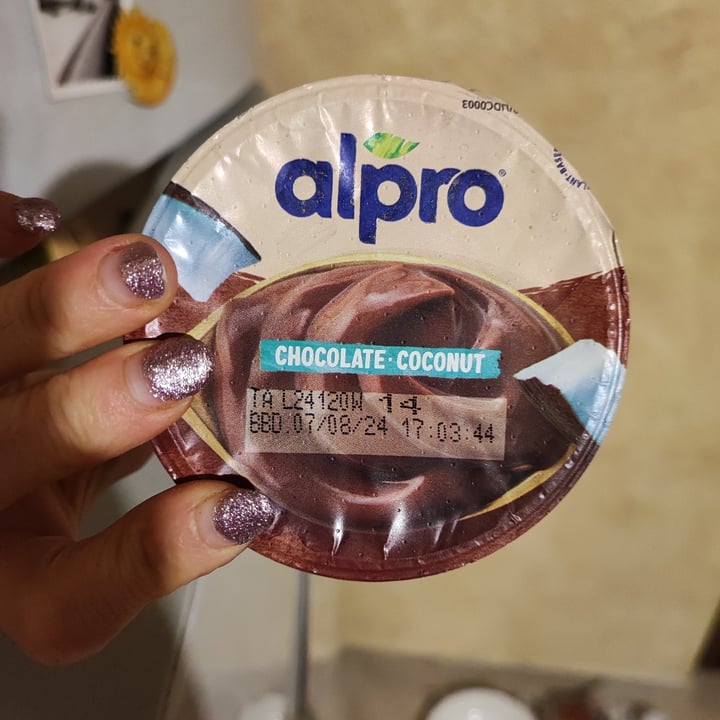 alpro®
CHOCOLATE · COCONUT
TA L24120W 14
BBD.07/08/24 17:03:44